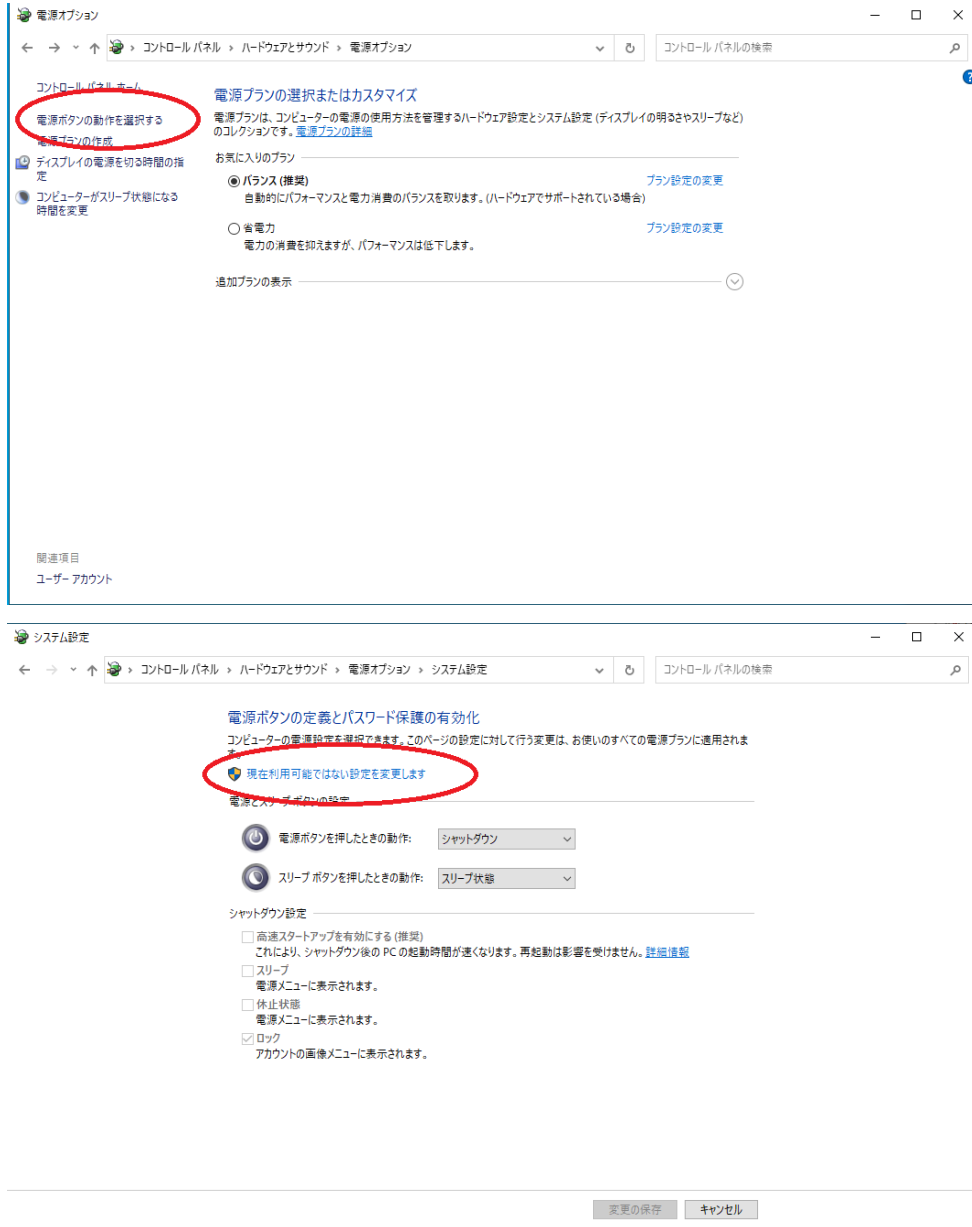 電源オプション
コントロール パネル › ハードウェアとサウンド › 電源オプション
コントロール パネルの検索
コントロール パネル ホーム
電源ボタンの動作を選択する
電源プランの作成
ディスプレイの電源を切る時間の指
定
コンピューターがスリープ状態になる
時間を変更
電源プランの選択またはカスタマイズ
電源プランは、コンピューターの電源の使用方法を管理するハードウェア設定とシステム設定 (ディスプレイの明るさやスリープなど)
のコレクションです。電源プランの詳細
お気に入りのプラン
バランス (推奨) プラン設定の変更
自動的にパフォーマンスと電力消費のバランスを取ります。(ハードウェアでサポートされている場合)
省電力 プラン設定の変更
電力の消費を抑えますが、パフォーマンスは低下します。
追加プランの表示
関連項目
ユーザー アカウント
システム設定
コントロール パネル › ハードウェアとサウンド › 電源オプション › システム設定
コントロール パネルの検索
電源ボタンの定義とパスワード保護の有効化
コンピューターの電源設定を選択できます。このページの設定に対して行う変更は、お使いのすべての電源プランに適用されま
す。
現在利用可能ではない設定を変更します
電源とスリープ ボタンの設定
電源ボタンを押したときの動作: シャットダウン
スリープ ボタンを押したときの動作: スリープ状態
シャットダウン設定
高速スタートアップを有効にする (推奨)
これにより、シャットダウン後の PC の起動時間が速くなります。再起動は影響を受けません。詳細情報
スリープ
電源メニューに表示されます。
休止状態
電源メニューに表示されます。
ロック
アカウントの画像メニューに表示されます。
変更の保存 キャンセル